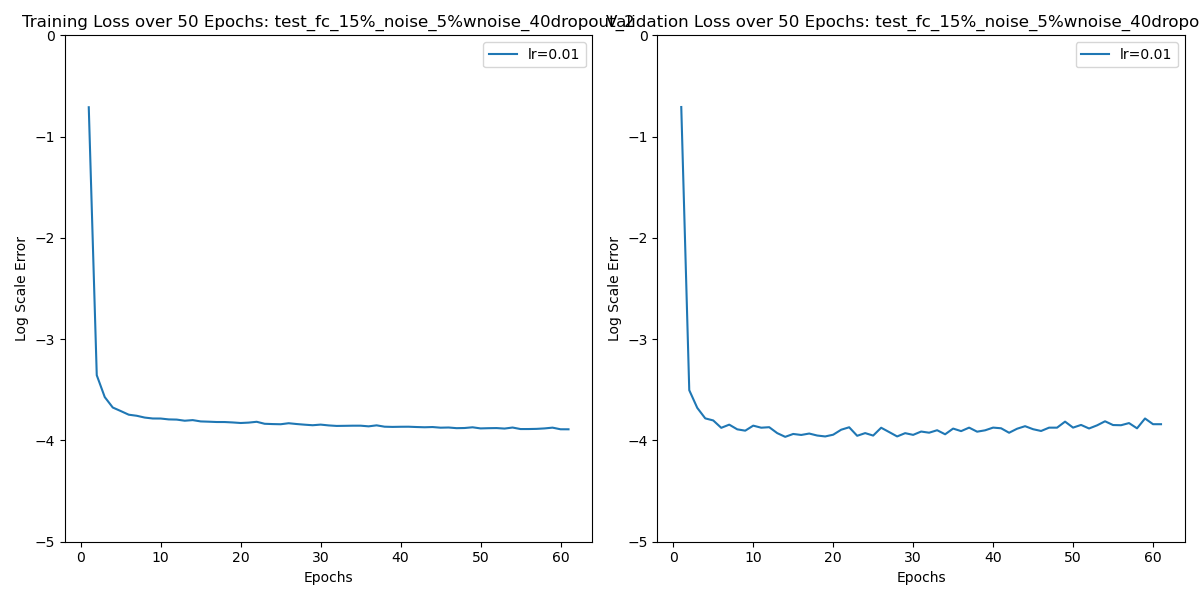 Training Loss over 50 Epochs: test_fc_15%_noise_5%wnoise_40dropout_2
Validation Loss over 50 Epochs: test_fc_15%_noise_5%wnoise_40dropo
lr=0.01
lr=0.01
0
−1
−2
−3
−4
−5
Log Scale Error
0
−1
−2
−3
−4
−5
Log Scale Error
0 10 20 30 40 50 60
0 10 20 30 40 50 60
Epochs
Epochs